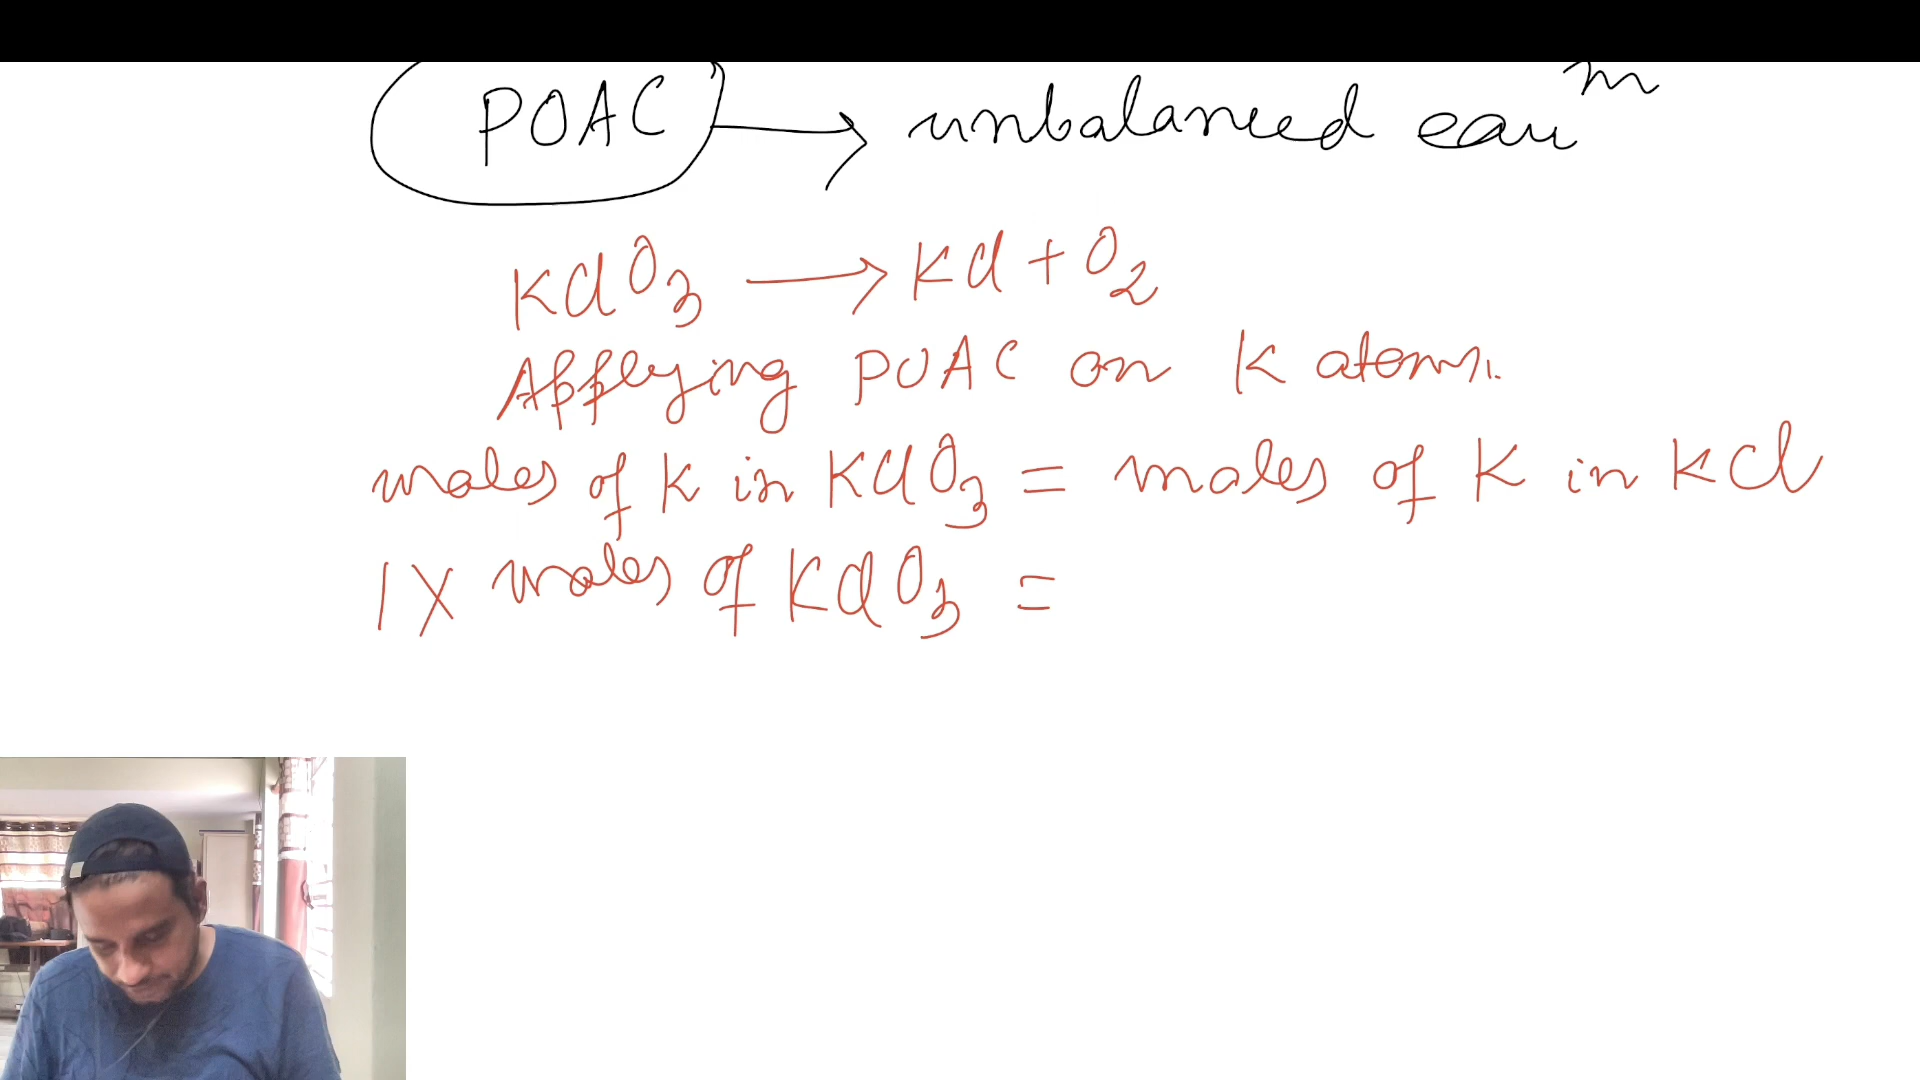 POAC → unbalanced eqnm
KClO3 → KCl + O2
Applying POAC on K atoms.
moles of K in KClO3 = moles of K in KCl
1 X moles of KClO3 =